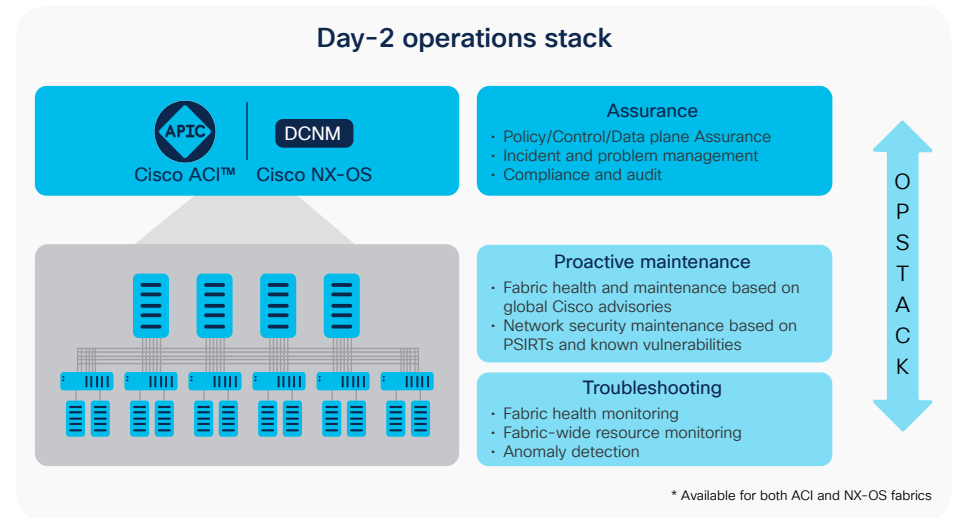 Day-2 operations stack
APIC
DCNM
Cisco ACI™
Cisco NX-OS
Assurance
• Policy/Control/Data plane Assurance
• Incident and problem management
• Compliance and audit
Proactive maintenance
• Fabric health and maintenance based on
global Cisco advisories
• Network security maintenance based on
PSIRTs and known vulnerabilities
Troubleshooting
• Fabric health monitoring
• Fabric-wide resource monitoring
• Anomaly detection
O
P
S
T
A
C
K
* Available for both ACI and NX-OS fabrics